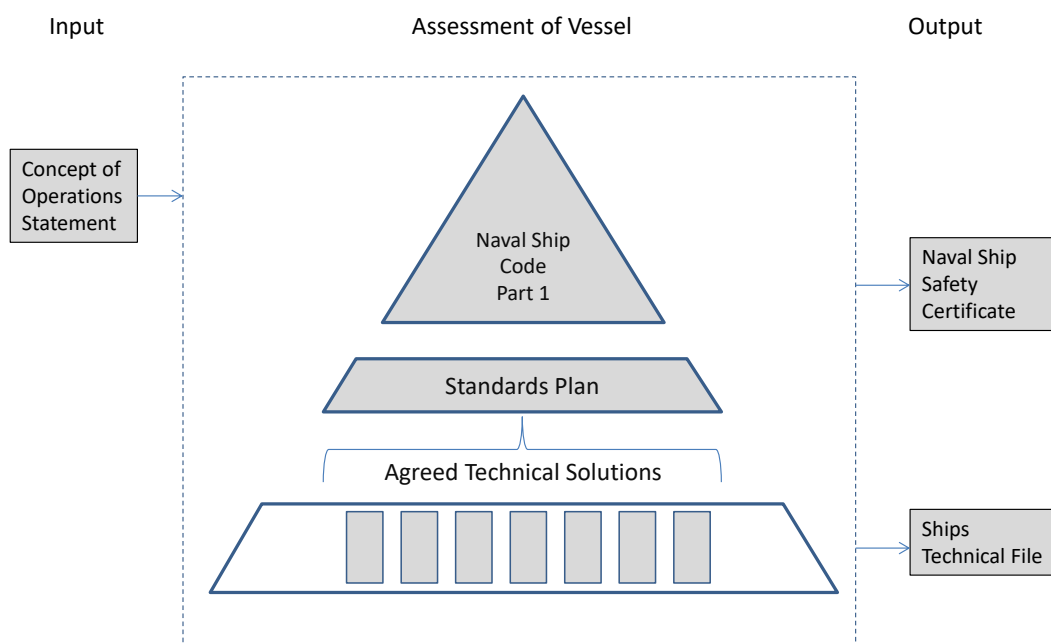 Input
Assessment of Vessel
Output
Concept of
Operations
Statement
Naval Ship
Code
Part 1
Naval Ship
Safety
Certificate
Standards Plan
Agreed Technical Solutions
Ships
Technical File